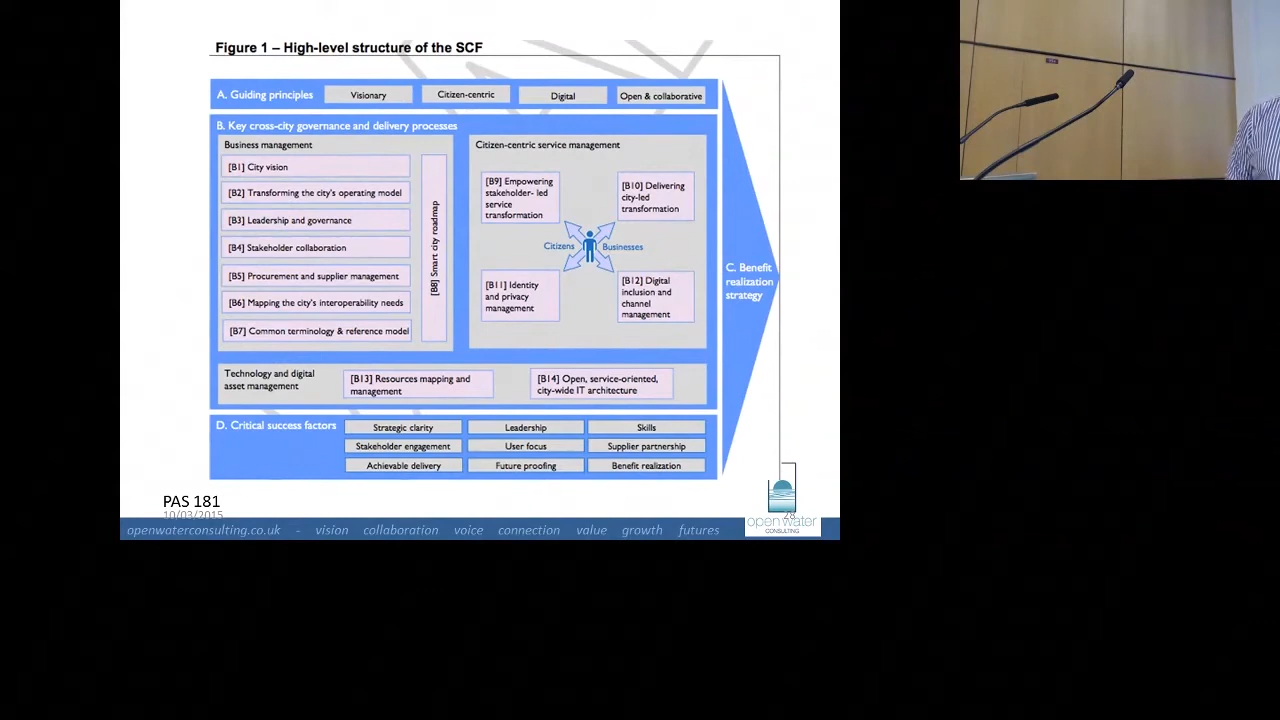 Figure 1 – High-level structure of the SCF
A. Guiding principles
Visionary
Citizen-centric
Digital
Open & collaborative
B. Key cross-city governance and delivery processes
Business management
[B1] City vision
[B2] Transforming the city's operating model
[B3] Leadership and governance
[B4] Stakeholder collaboration
[B5] Procurement and supplier management
[B6] Mapping the city's interoperability needs
[B7] Common terminology & reference model
[B8] Smart city roadmap
Citizen-centric service management
[B9] Empowering
stakeholder- led
service
transformation
[B10] Delivering
city-led
transformation
Citizens
Businesses
[B11] Identity
and privacy
management
[B12] Digital
inclusion and
channel
management
Technology and digital
asset management
[B13] Resources mapping and
management
[B14] Open, service-oriented,
city-wide IT architecture
C. Benefit
realization
strategy
D. Critical success factors
Strategic clarity
Leadership
Skills
Stakeholder engagement
User focus
Supplier partnership
Achievable delivery
Future proofing
Benefit realization
PAS 181
10/03/2015
28
openwaterconsulting.co.uk - vision collaboration voice connection value growth futures
open water
CONSULTING